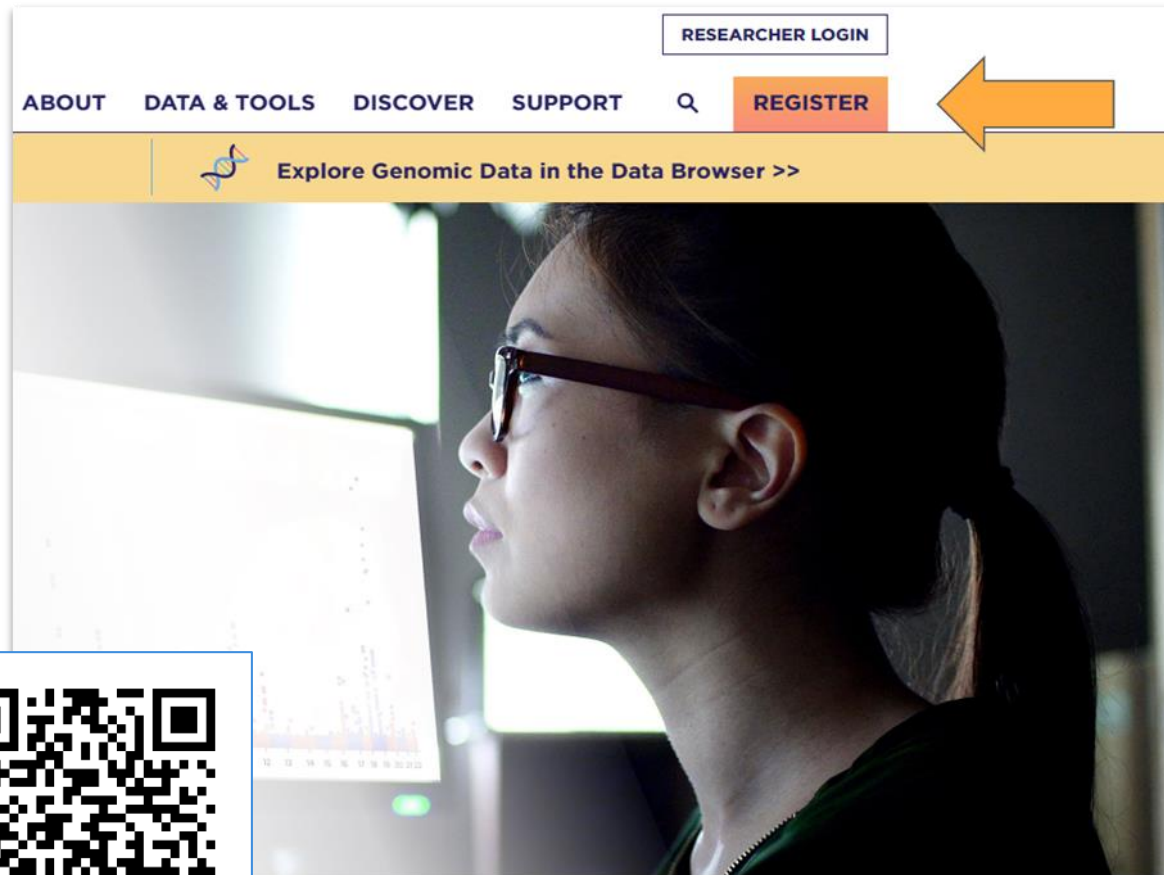 RESEARCHER LOGIN
ABOUT DATA & TOOLS DISCOVER SUPPORT REGISTER
Explore Genomic Data in the Data Browser >>